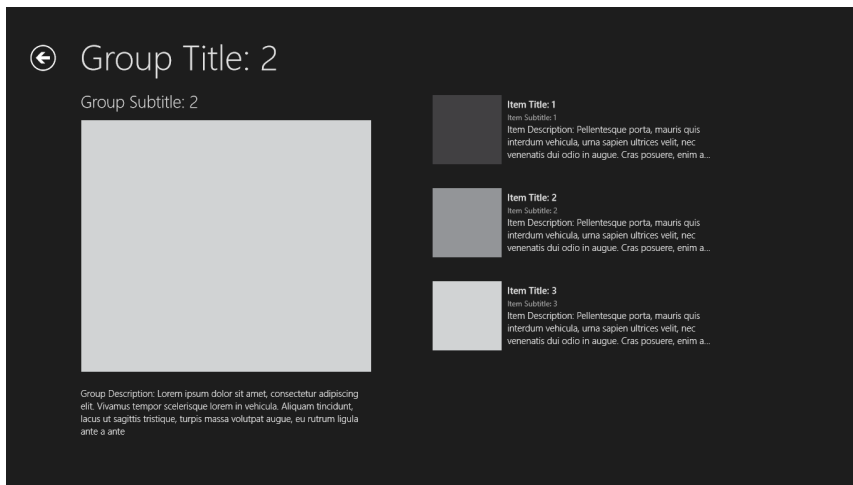 Group Title: 2
Group Subtitle: 2
Group Description: Lorem ipsum dolor sit amet, consectetur adipiscing
elit. Vivamus tempor scelerisque lorem in vehicula. Aliquam tincidunt,
lacus ut sagittis tristique, turpis massa volutpat augue, eu rutrum ligula
ante a ante
Item Title: 1
Item Subtitle: 1
Item Description: Pellentesque porta, mauris quis
interdum vehicula, urna sapien ultrices velit, nec
venenatis dui odio in augue. Cras posuere, enim a...
Item Title: 2
Item Subtitle: 2
Item Description: Pellentesque porta, mauris quis
interdum vehicula, urna sapien ultrices velit, nec
venenatis dui odio in augue. Cras posuere, enim a...
Item Title: 3
Item Subtitle: 3
Item Description: Pellentesque porta, mauris quis
interdum vehicula, urna sapien ultrices velit, nec
venenatis dui odio in augue. Cras posuere, enim a...